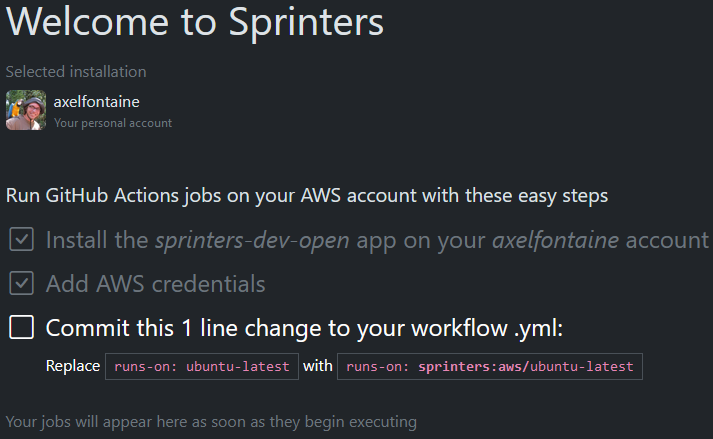 Welcome to Sprinters
Selected installation
axelfontaine
Your personal account
Run GitHub Actions jobs on your AWS account with these easy steps
Install the sprinters-dev-open app on your axelfontaine account
Add AWS credentials
Commit this 1 line change to your workflow .yml:
Replace runs-on: ubuntu-latest with runs-on: sprinters:aws/ubuntu-latest
Your jobs will appear here as soon as they begin executing